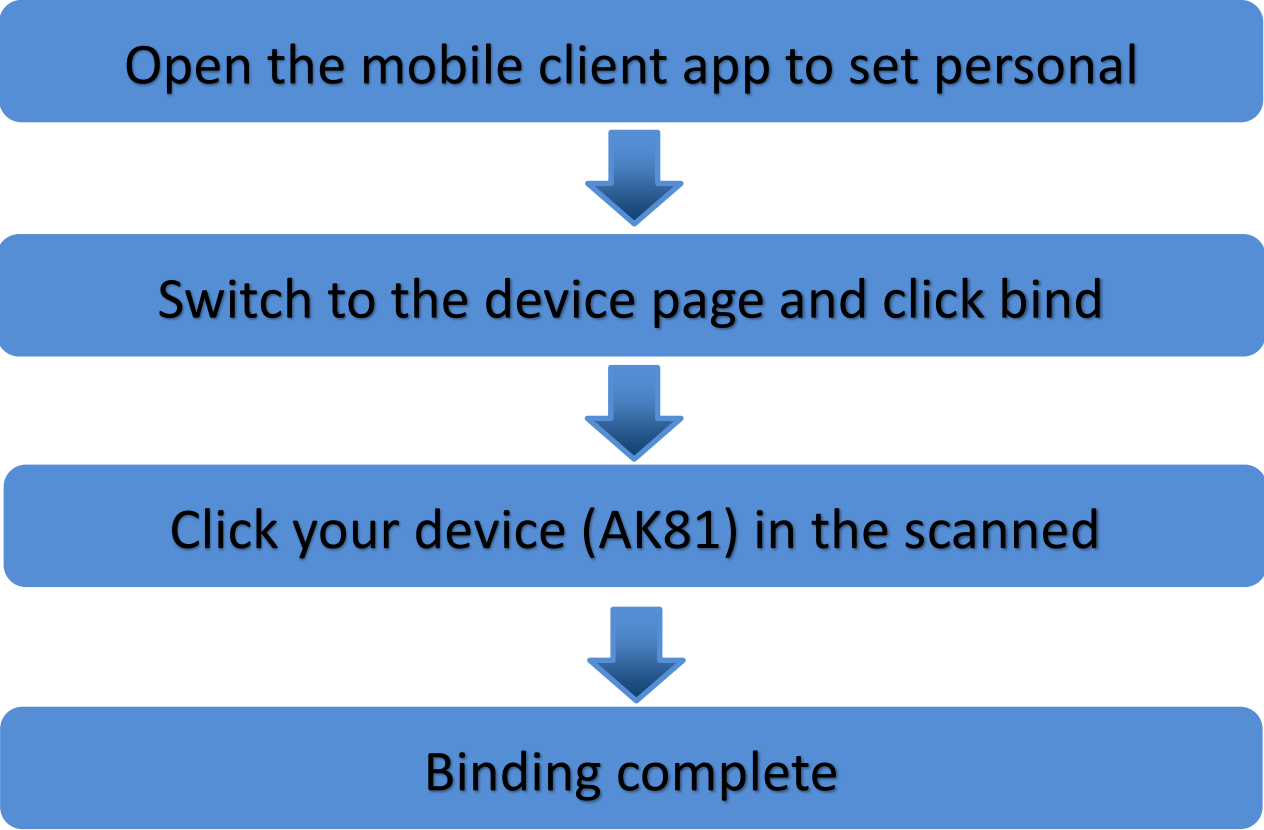 Open the mobile client app to set personal
Switch to the device page and click bind
Click your device (AK81) in the scanned
Binding complete